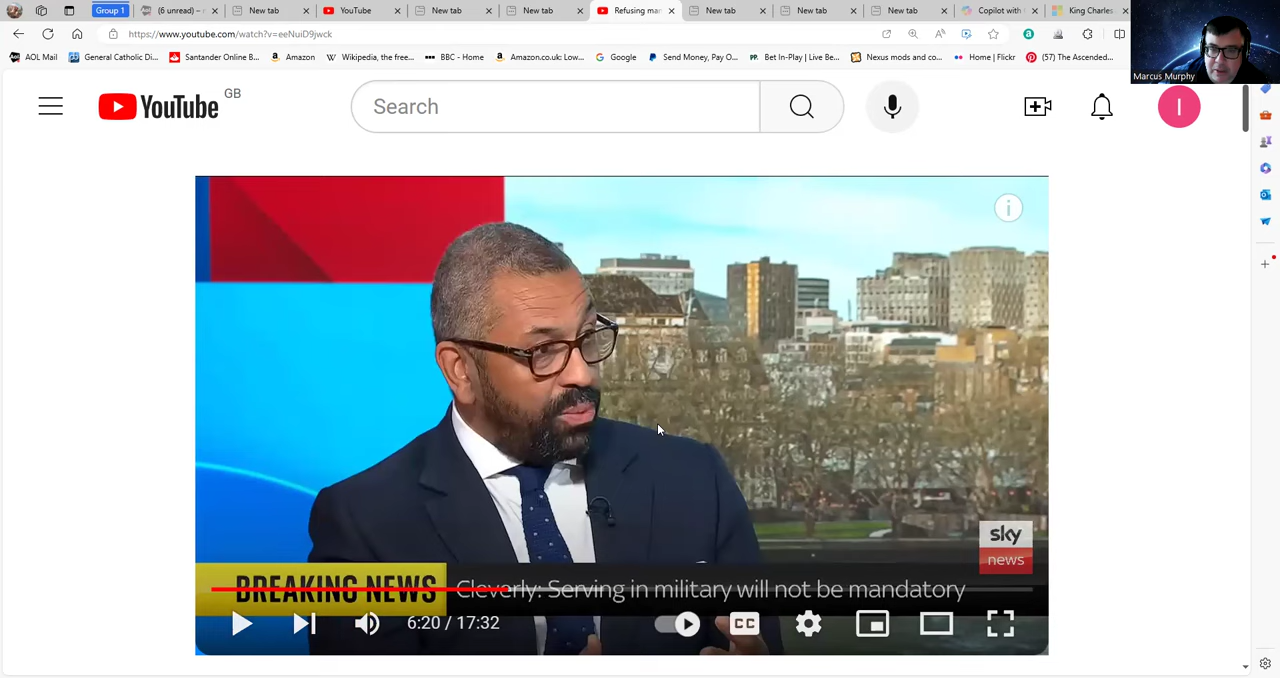 Group 1
(6 unread) –
New tab
YouTube
New tab
New tab
Refusing mar
New tab
New tab
New tab
Copilot with
King Charles
https://www.youtube.com/watch?v=eeNuiD9jwck
AOL Mail
General Catholic Di...
Santander Online B...
Amazon
Wikipedia, the free...
BBC - Home
Amazon.co.uk: Low...
Google
Send Money, Pay O...
Bet In-Play | Live Be...
Nexus mods and co...
Home | Flickr
(57) The Ascended...
Marcus Murphy
YouTube GB
Search
I
sky
news
BREAKING NEWS Cleverly: Serving in military will not be mandatory
6:20 / 17:32
CC